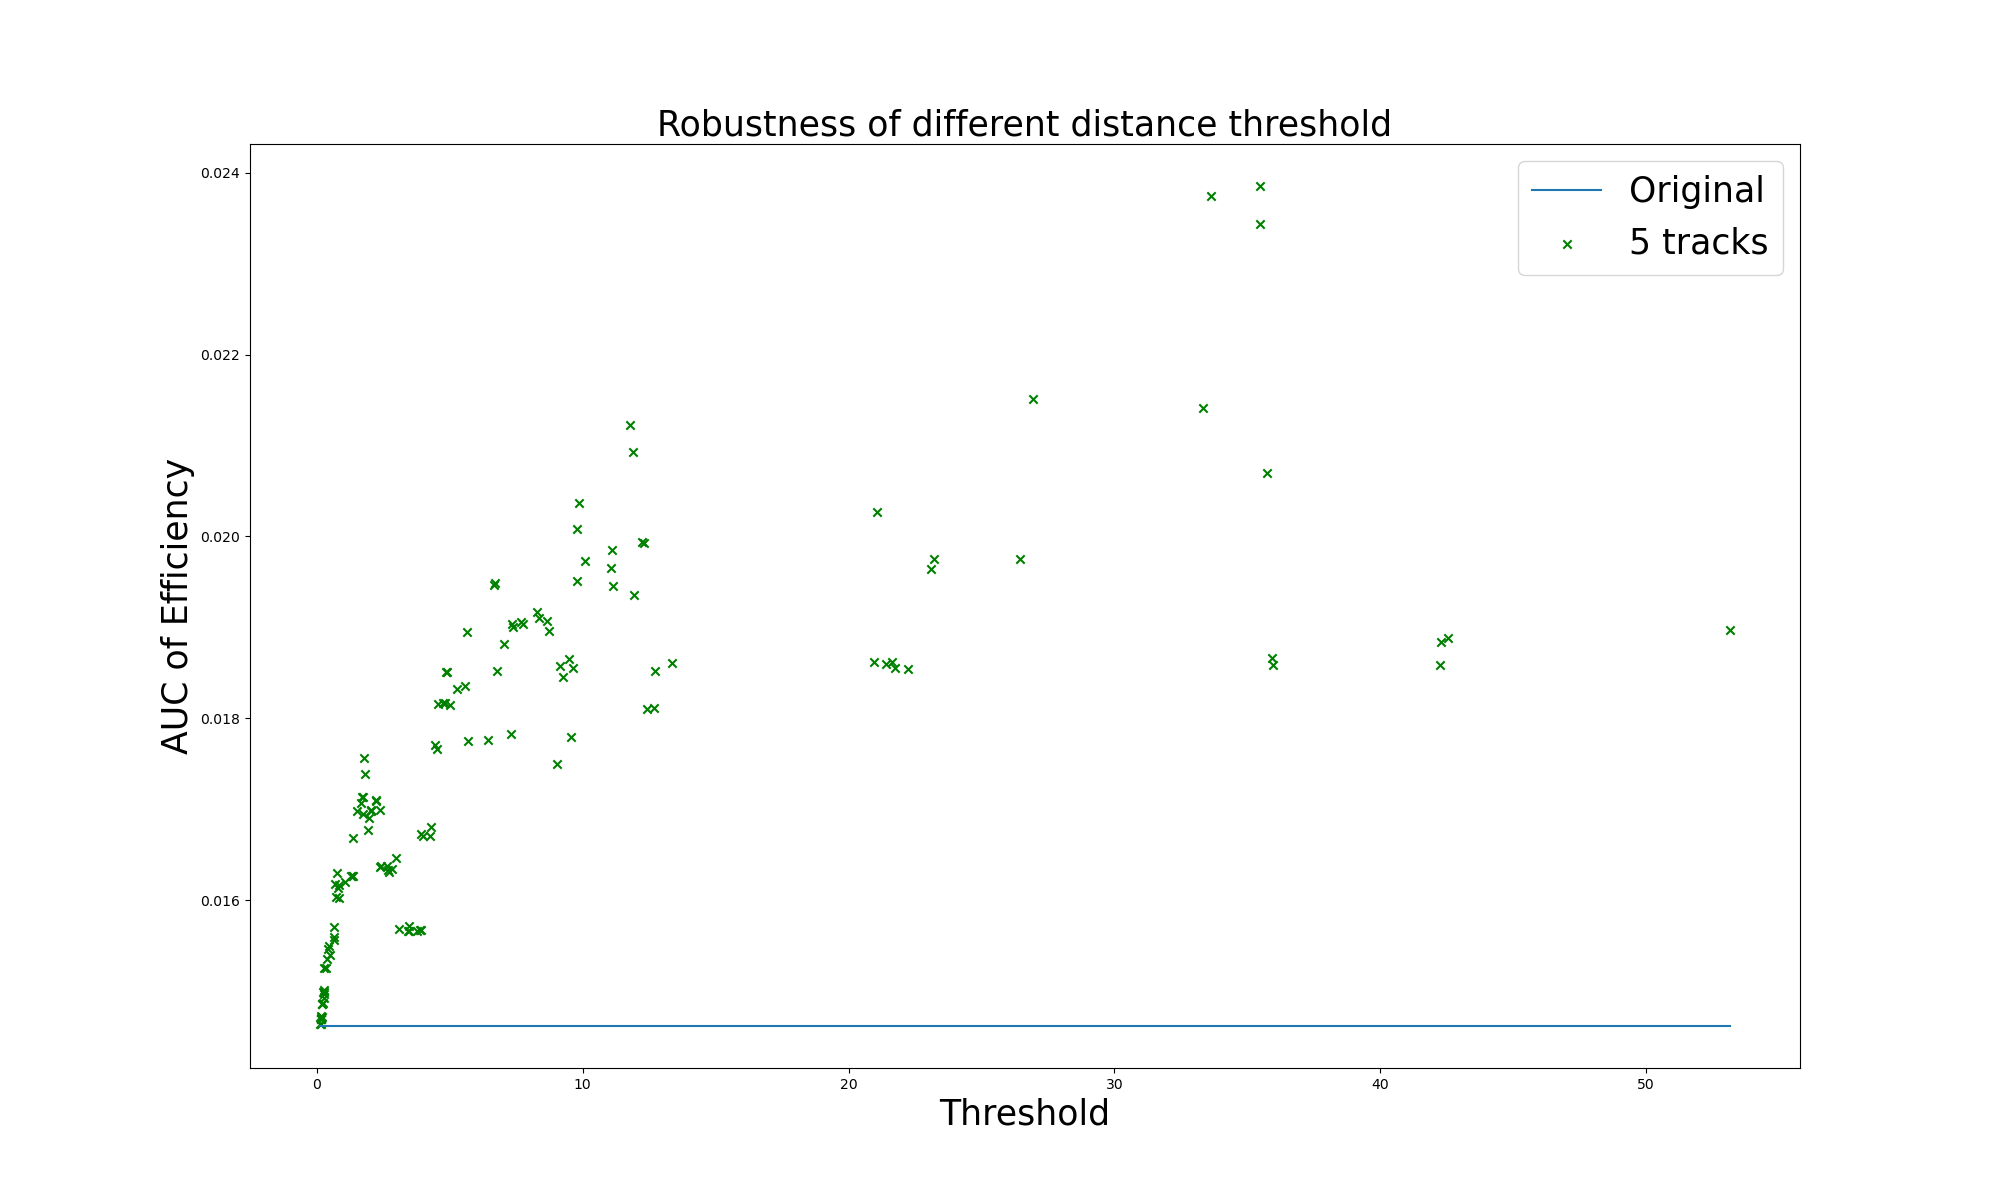 Robustness of different distance threshold
Original
5 tracks
0.024
0.022
0.020
0.018
0.016
AUC of Efficiency
0
10
20
30
40
50
Threshold